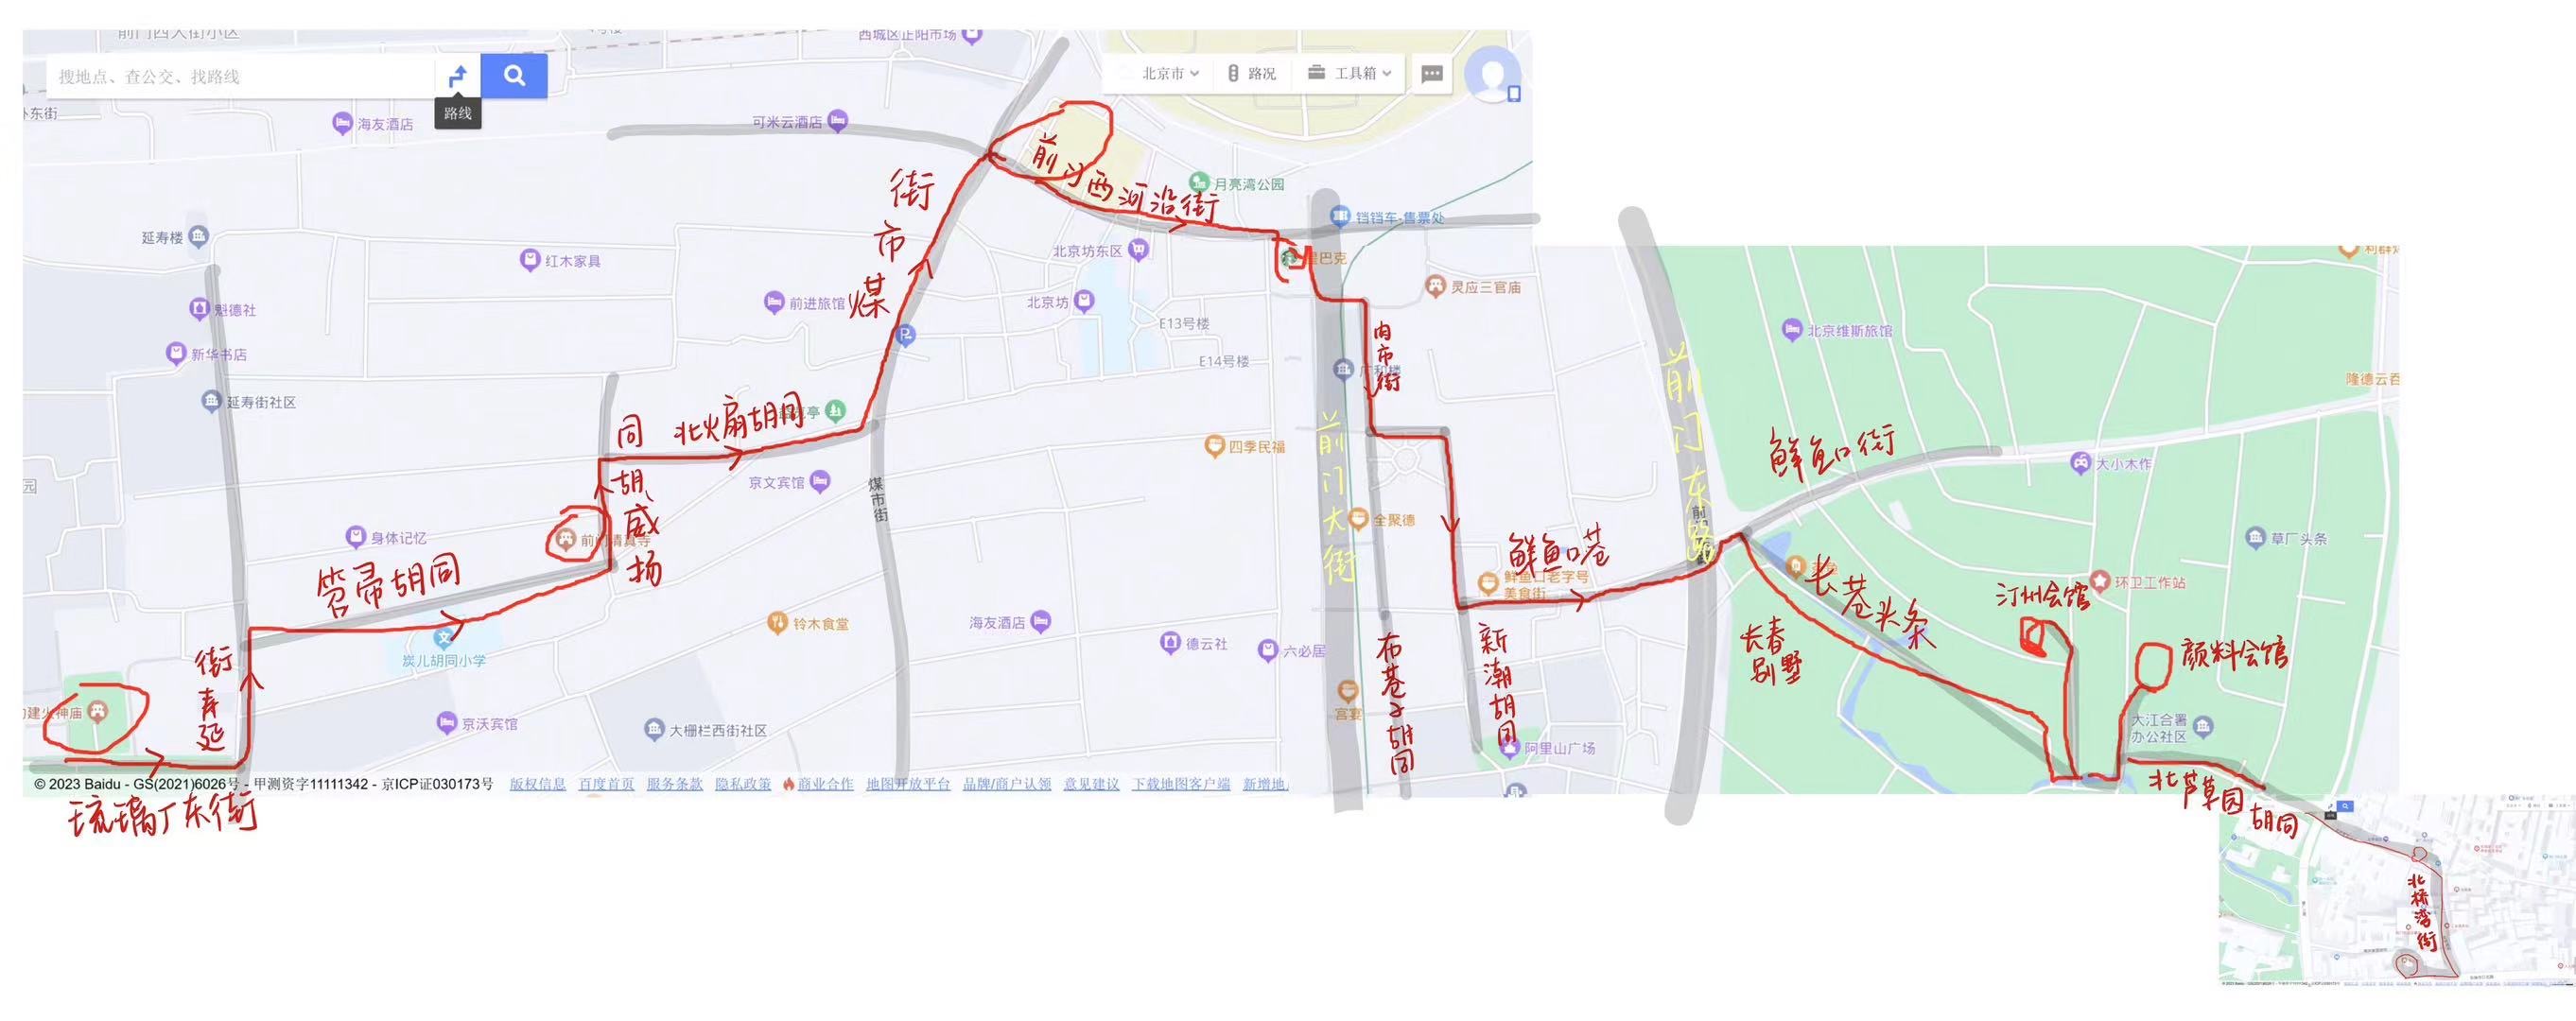 西城区正阳市场
搜地点、查公交、找路线
路线
北京市
路况
工具箱
海友酒店
可米云酒店
前门西河沿街
月亮湾公园
铛铛车-售票处
延寿楼
红木家具
街市煤
北京坊东区
星巴克
灵应三官庙
魁德社
前进旅馆
北京坊
E13号楼
肉市街
北京维斯旅馆
新华书店
E14号楼
广和楼
前门东路
隆德云百
延寿街社区
同胡威扬
北火扇胡同
四季民福
前门大街
鲜鱼口街
大小木作
京文宾馆
煤市街
全聚德
身体记忆
前门清真寺
鲜鱼口巷
草厂头条
筲帚胡同
鲜鱼口老字号
美食街
长巷头条
环卫工作站
汀州会馆
炭儿胡同小学
铃木食堂
海友酒店
德云社
六必居
布巷子胡同
新潮胡同
长春别墅
颜料会馆
街寿延
京沃宾馆
大栅栏西街社区
宫宴
阿里山广场
大江合署
办公社区
© 2023 Baidu - GS(2021)6026号 - 甲测资字11111342 - 京ICP证030173号 版权信息 百度首页 服务条款 隐私政策 商业合作 地图开放平台 品牌/商户认领 意见建议 下载地图客户端 新增地
琉璃厂东街
北芦草园胡同
北桥湾街